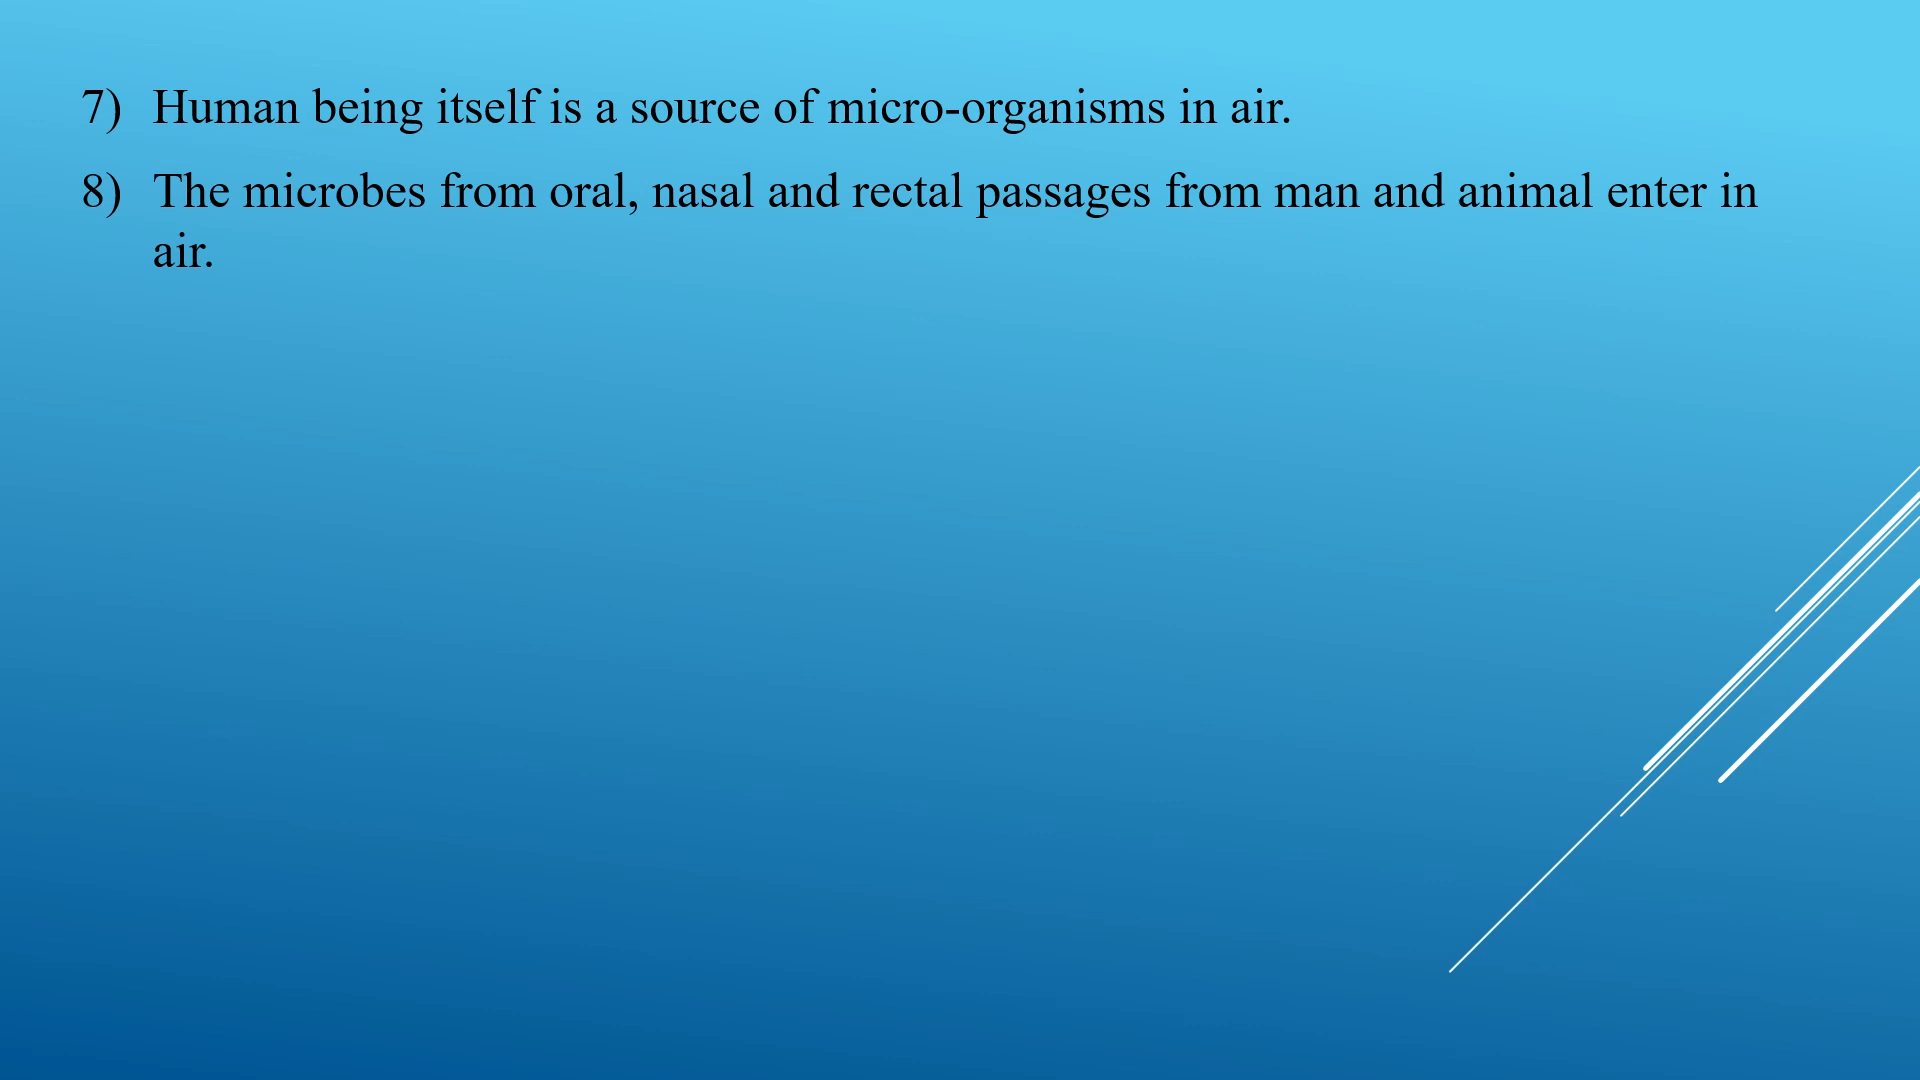 7) Human being itself is a source of micro-organisms in air.
8) The microbes from oral, nasal and rectal passages from man and animal enter in
air.